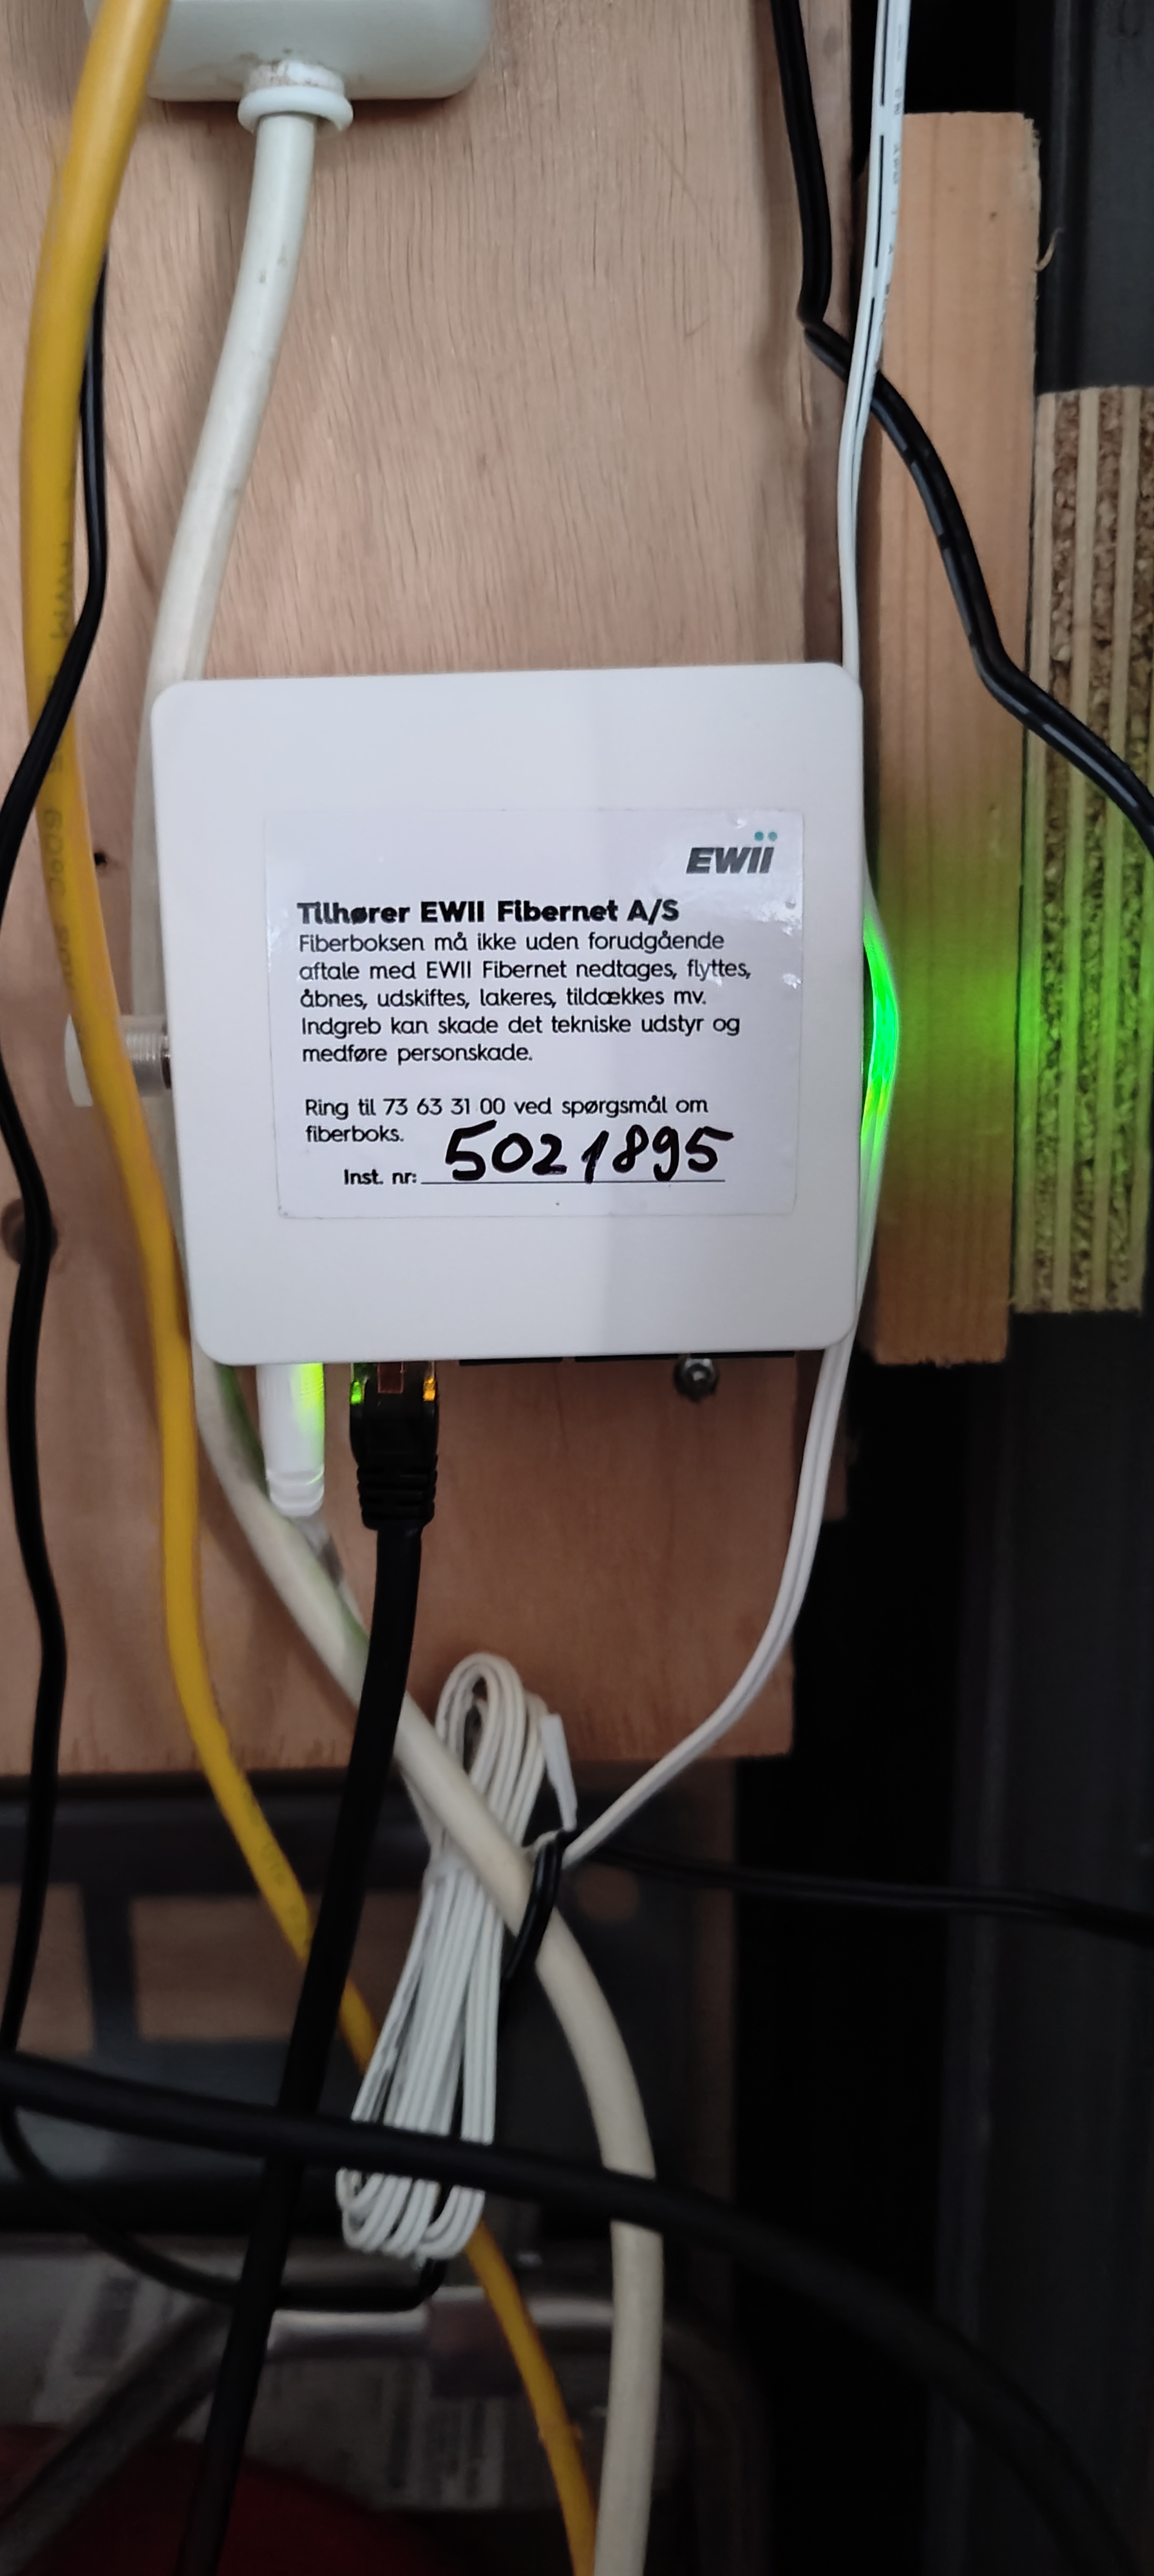 EWII
Tilhører EWII Fibernet A/S
Fiberboksen må ikke uden forudgående
aftale med EWII Fibernet nedtages, flyttes,
åbnes, udskiftes, lakeres, tildækkes mv.
Indgreb kan skade det tekniske udstyr og
medføre personskade.
Ring til 73 63 31 00 ved spørgsmål om
fiberboks.
Inst. nr: 5021895